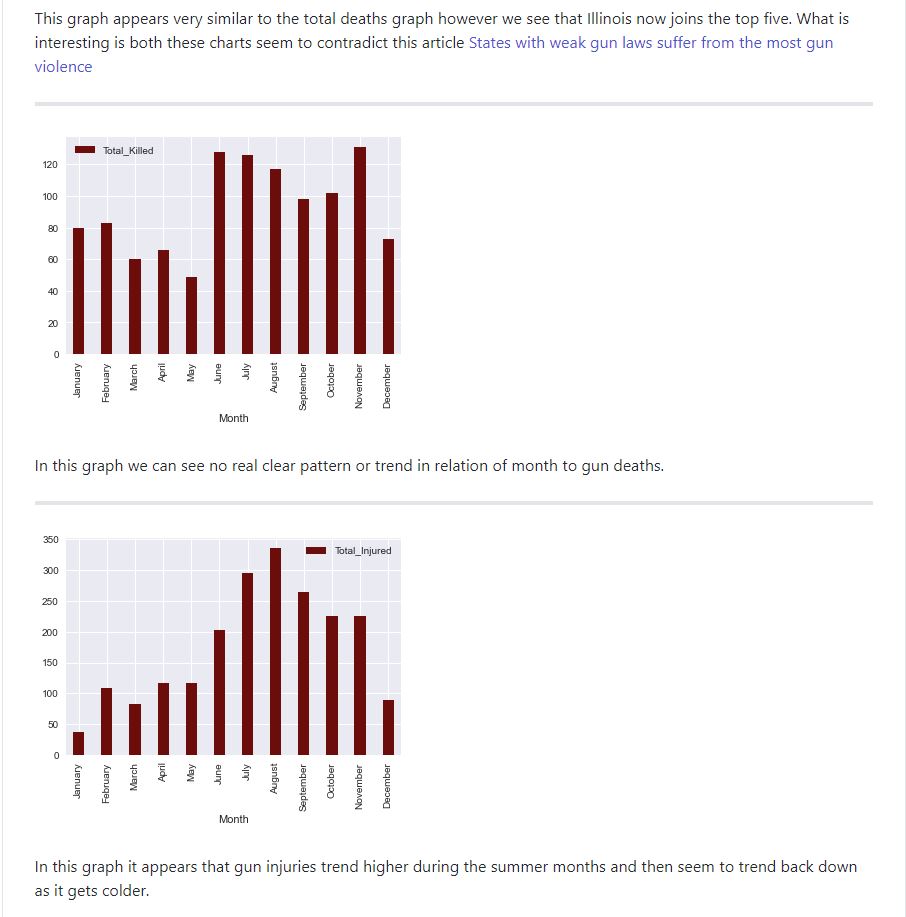 This graph appears very similar to the total deaths graph however we see that Illinois now joins the top five. What is
interesting is both these charts seem to contradict this article States with weak gun laws suffer from the most gun
violence
Total_Killed
120
100
80
60
40
20
0
January
February
March
April
May
June
July
August
September
October
November
December
Month
In this graph we can see no real clear pattern or trend in relation of month to gun deaths.
350
Total_Injured
300
250
200
150
100
50
0
January
February
March
April
May
June
July
August
September
October
November
December
Month
In this graph it appears that gun injuries trend higher during the summer months and then seem to trend back down
as it gets colder.